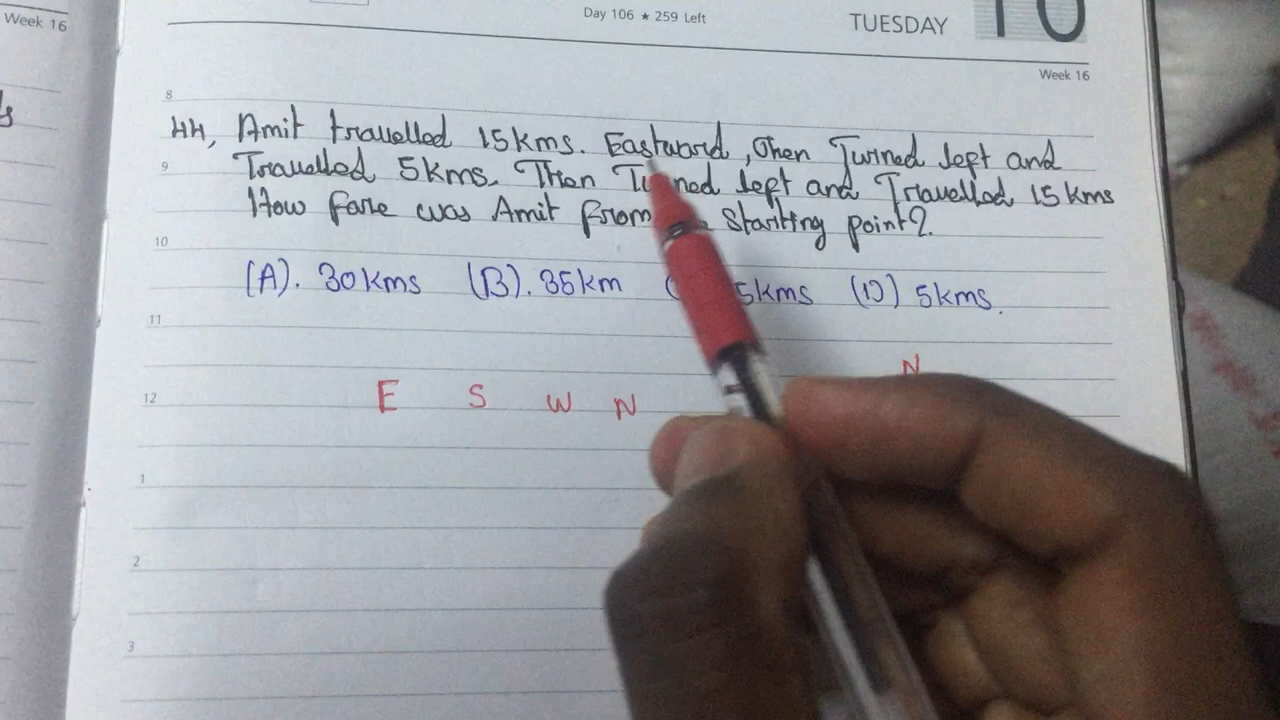 Week 16
Day 106 ★ 259 Left
TUESDAY
Week 16
8
44, Amit travelled 15kms. Eastward, then Turned left and
9
Travelled 5kms. Then Turned left and Travelled 15kms
How fare was Amit from starting point?
10
(A). 30kms (B). 35km 5kms (D) 5kms.
11
N
12
E S W N
1
2
3